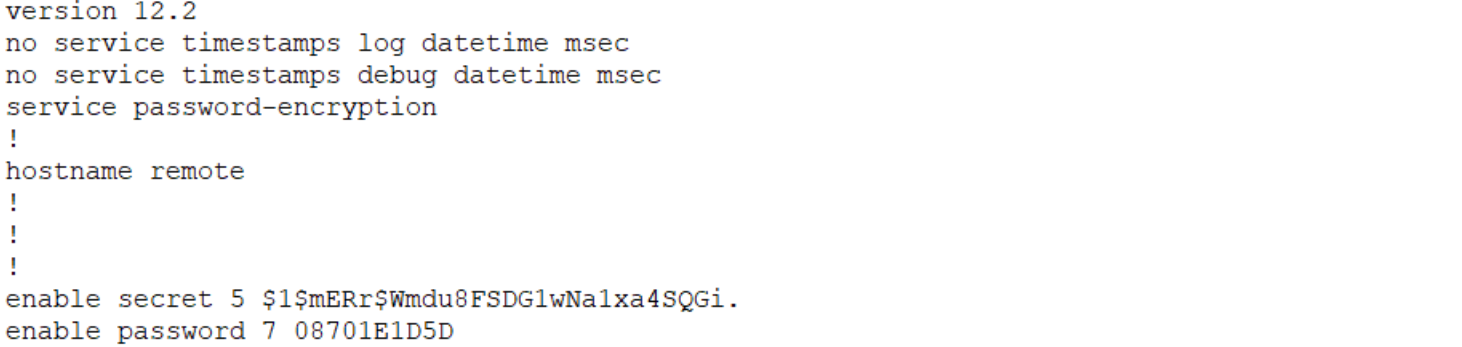 version 12.2
no service timestamps log datetime msec
no service timestamps debug datetime msec
service password-encryption
!
hostname remote
!
!
!
enable secret 5 $1$mERr$Wmdu8FSDG1wNa1xa4SQGi.
enable password 7 08701E1D5D